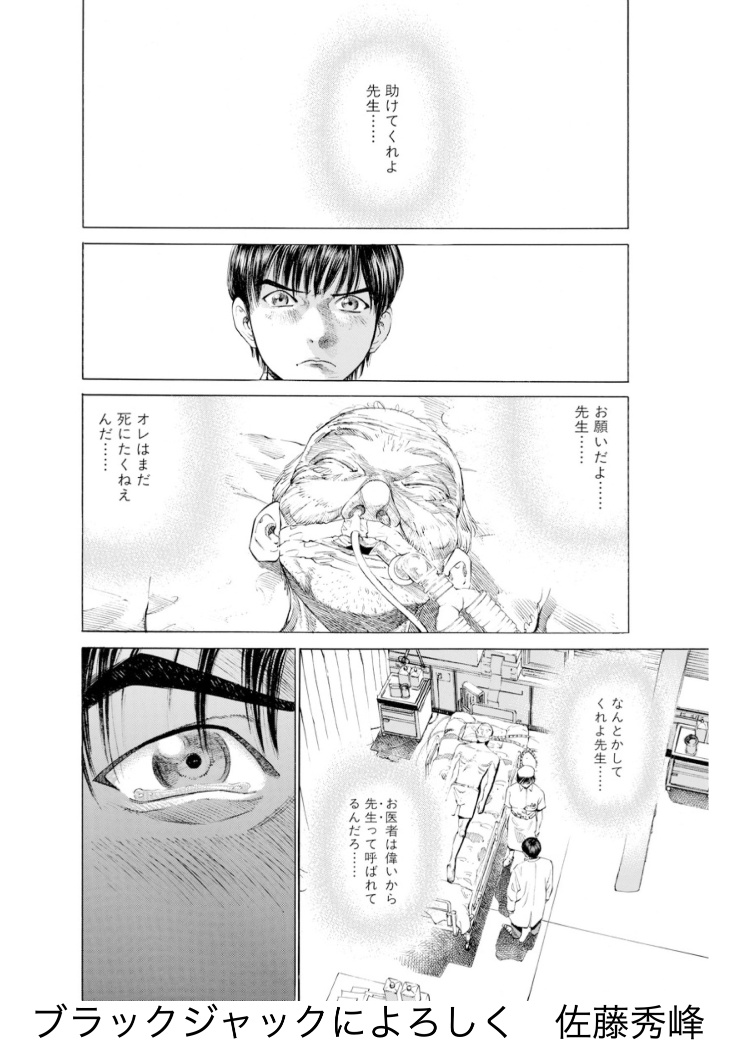 助けてくれよ
先生……
お願いだよ……
先生……
オレはまだ
死にたくねえ
んだ……
なんとかして
くれよ先生……
お医者は偉いから
先生って呼ばれて
るんだろ……
ブラックジャックによろしく　佐藤秀峰